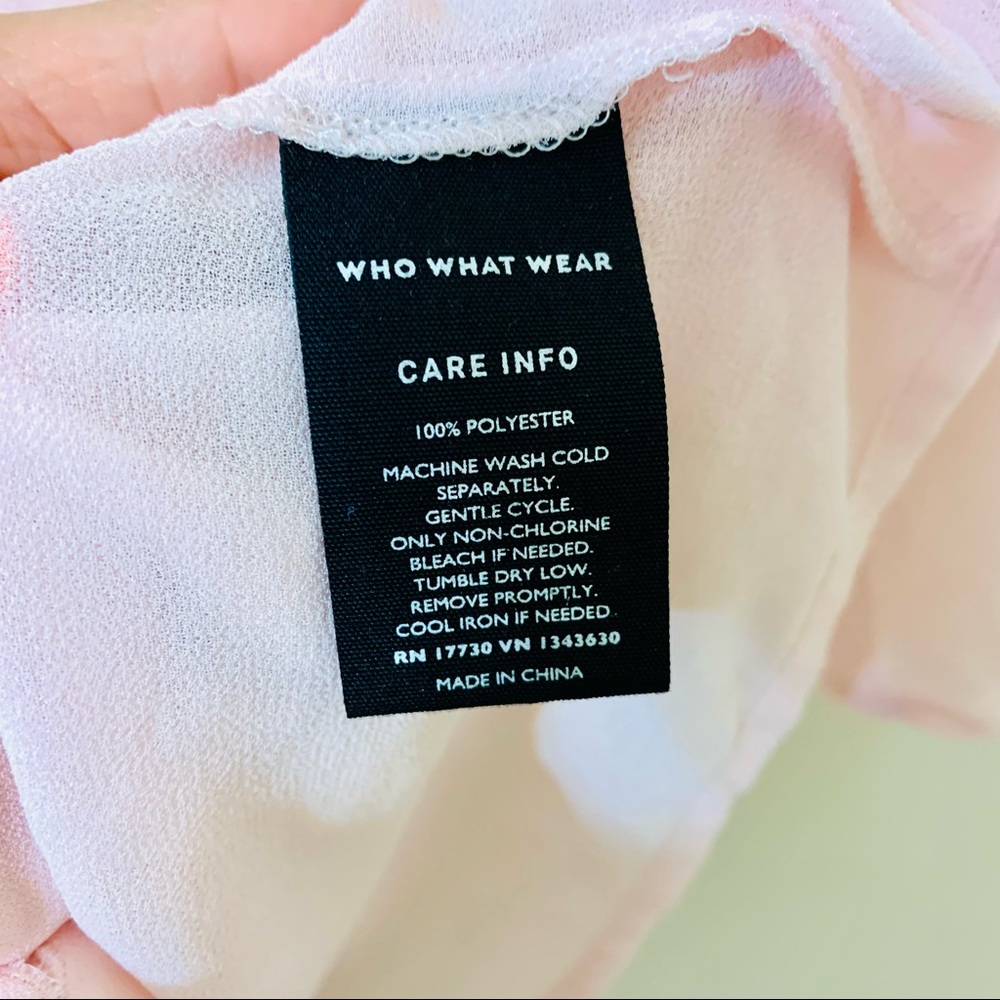 WHO WHAT WEAR
CARE INFO
100% POLYESTER
MACHINE WASH COLD
SEPARATELY.
GENTLE CYCLE.
ONLY NON-CHLORINE
BLEACH IF NEEDED.
TUMBLE DRY LOW.
REMOVE PROMPTLY.
COOL IRON IF NEEDED.
RN 17730 VN 1343630
MADE IN CHINA